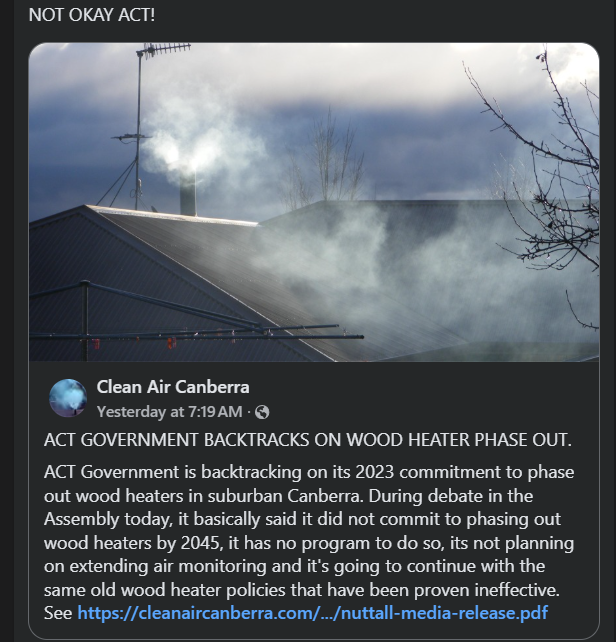 NOT OKAY ACT!
Clean Air Canberra
Yesterday at 7:19 AM ·
ACT GOVERNMENT BACKTRACKS ON WOOD HEATER PHASE OUT.
ACT Government is backtracking on its 2023 commitment to phase
out wood heaters in suburban Canberra. During debate in the
Assembly today, it basically said it did not commit to phasing out
wood heaters by 2045, it has no program to do so, its not planning
on extending air monitoring and it's going to continue with the
same old wood heater policies that have been proven ineffective.
See https://cleanaircanberra.com/.../nuttall-media-release.pdf